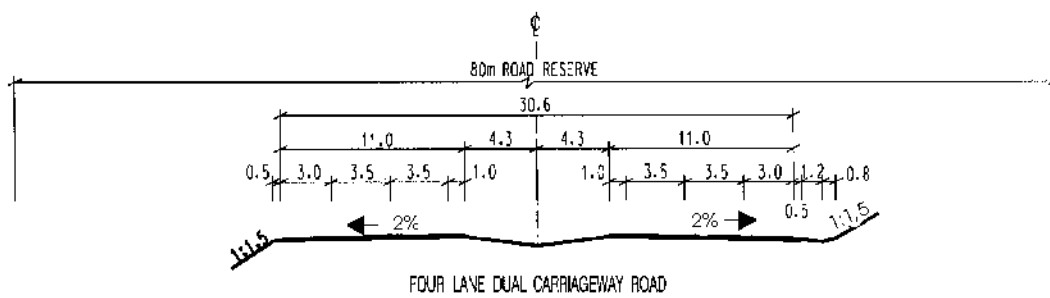 ℄
80m ROAD RESERVE
30.6
11.0 4.3 4.3 11.0
0.5 3.0 3.5 3.5 1.0 1.0 3.5 3.5 3.0 1.2 0.8
0.5
2% 2%
1:1.5 1:1.5
FOUR LANE DUAL CARRIAGEWAY ROAD